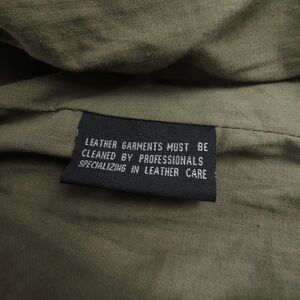 LEATHER GARMENTS MUST BE
CLEANED BY PROFESSIONALS
SPECIALIZING IN LEATHER CARE